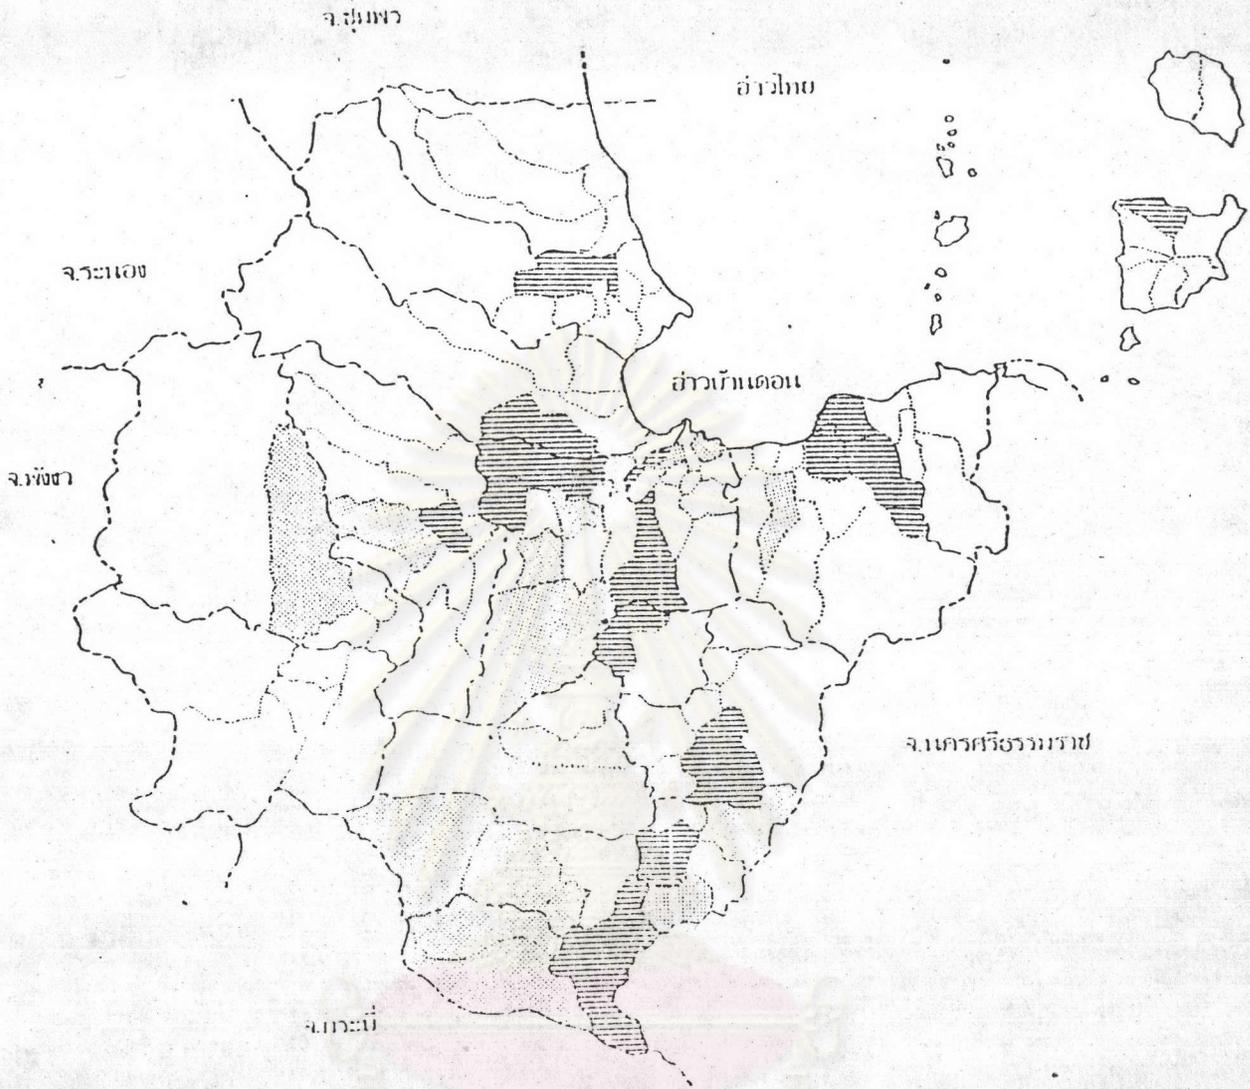 จ.ชุมพร
อ่าวไทย
จ.ระนอง
อ่าวบ้านดอน
จ.พังงา
จ.นครศรีธรรมราช
จ.กระบี่